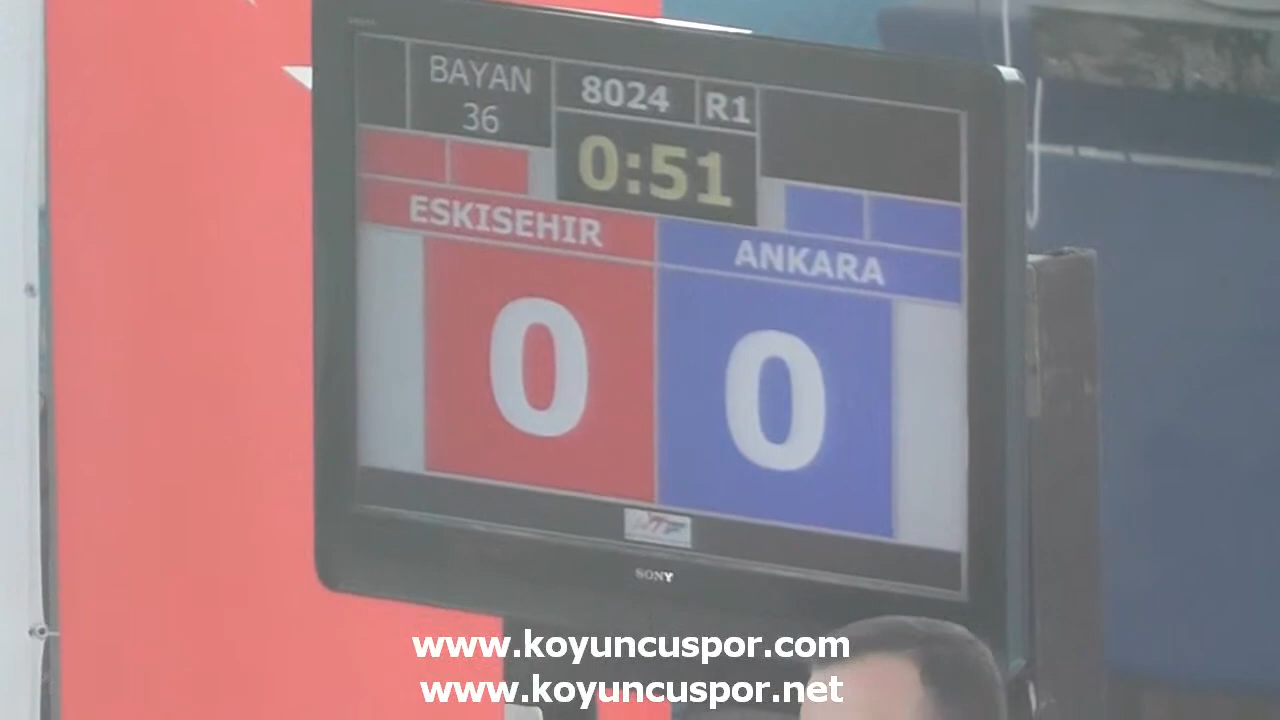 BAYAN
36
8024
R1
0:51
ESKISEHIR
ANKARA
0
0
SONY
www.koyuncuspor.com
www.koyuncuspor.net